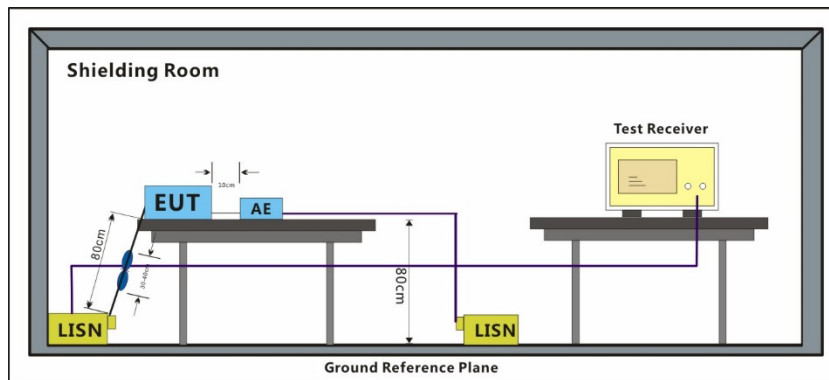 Shielding Room
Test Receiver
10cm
EUT
AE
80cm
30-40cm
80cm
LISN
LISN
Ground Reference Plane